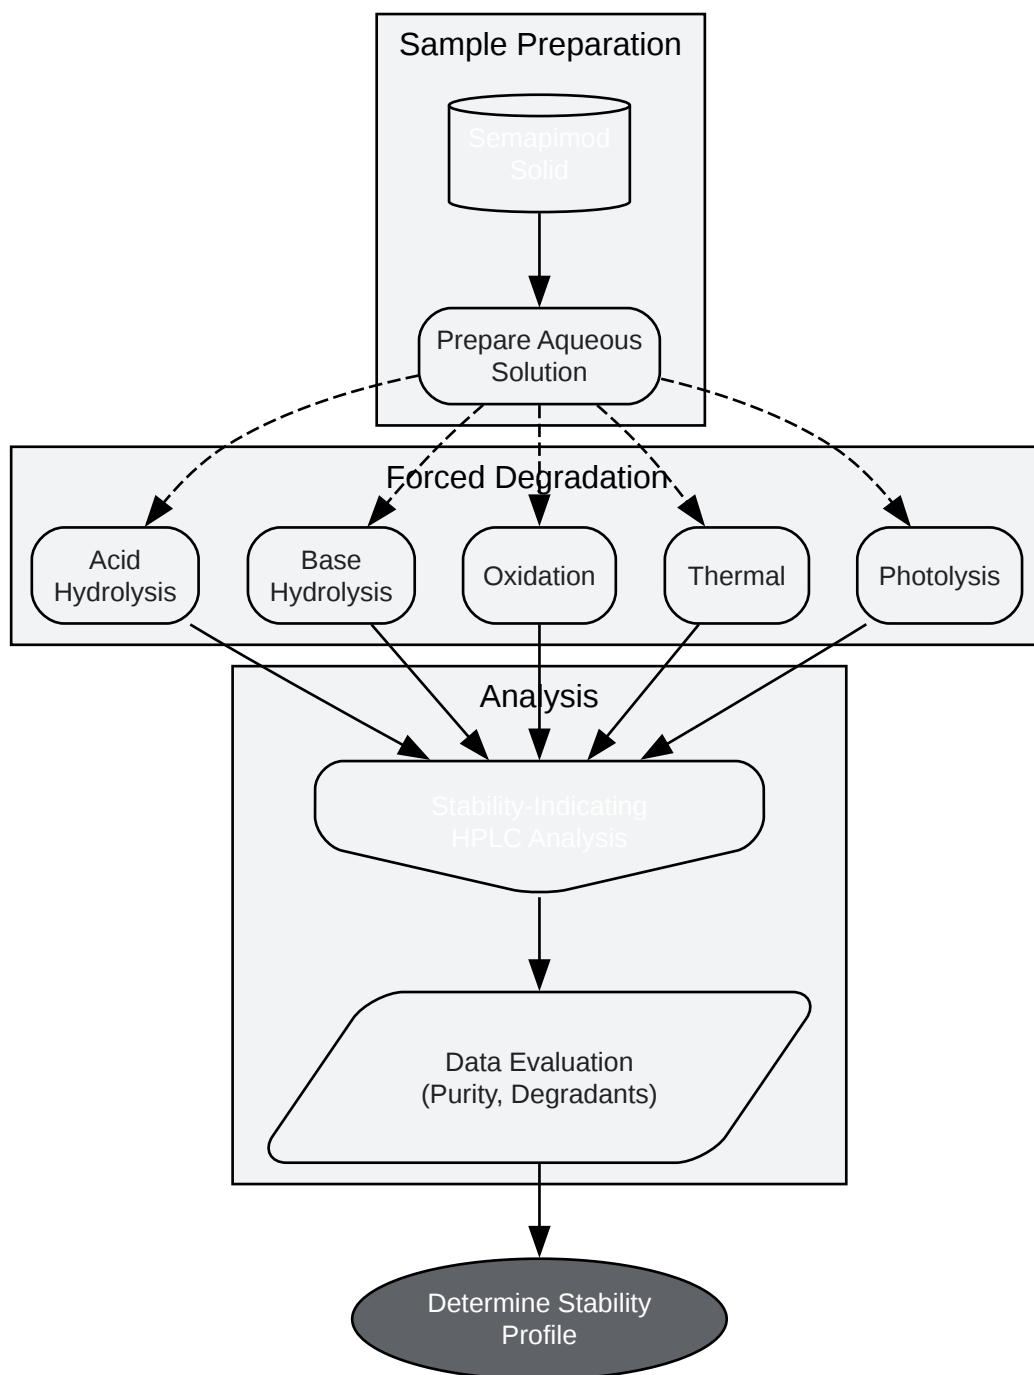 Sample Preparation
Semapimod
Solid
Prepare Aqueous
Solution
Forced Degradation
Acid
Hydrolysis
Base
Hydrolysis
Oxidation
Thermal
Photolysis
Analysis
Stability-Indicating
HPLC Analysis
Data Evaluation
(Purity, Degradants)
Determine Stability
Profile